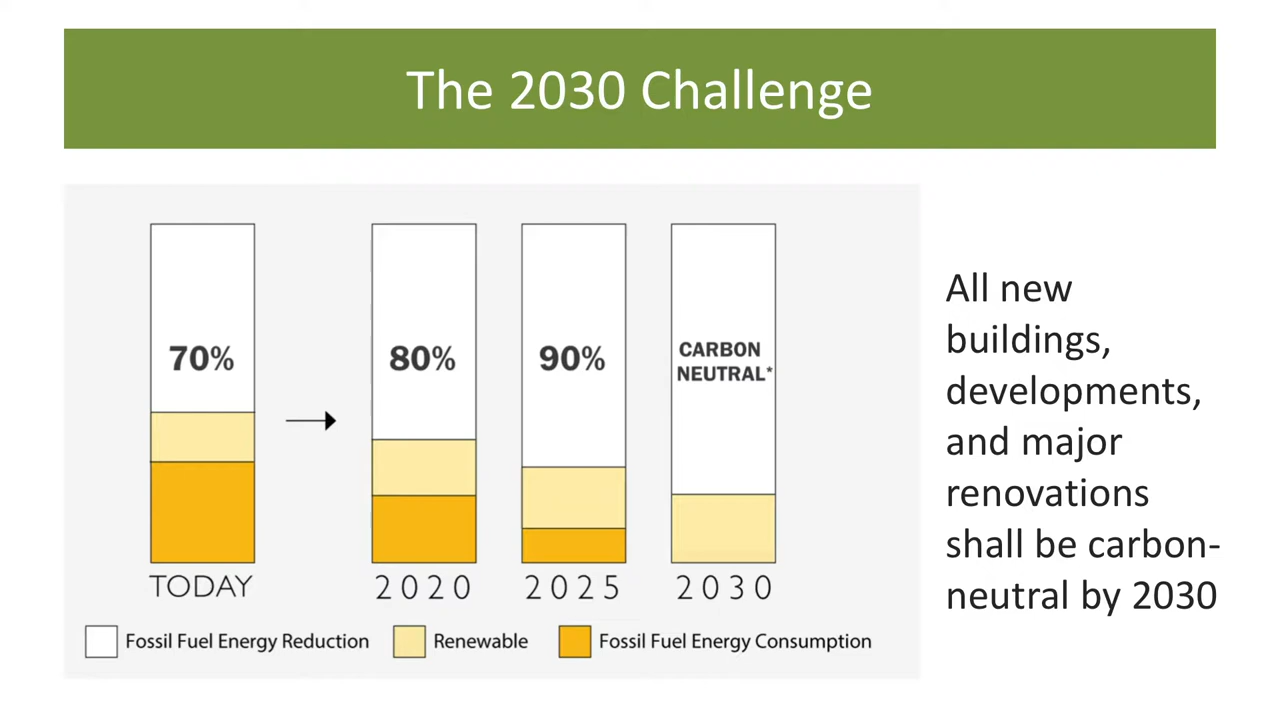 The 2030 Challenge
70%
80%
90%
CARBON
NEUTRAL*
TODAY
2020
2025
2030
Fossil Fuel Energy Reduction
Renewable
Fossil Fuel Energy Consumption
All new
buildings,
developments,
and major
renovations
shall be carbon-
neutral by 2030